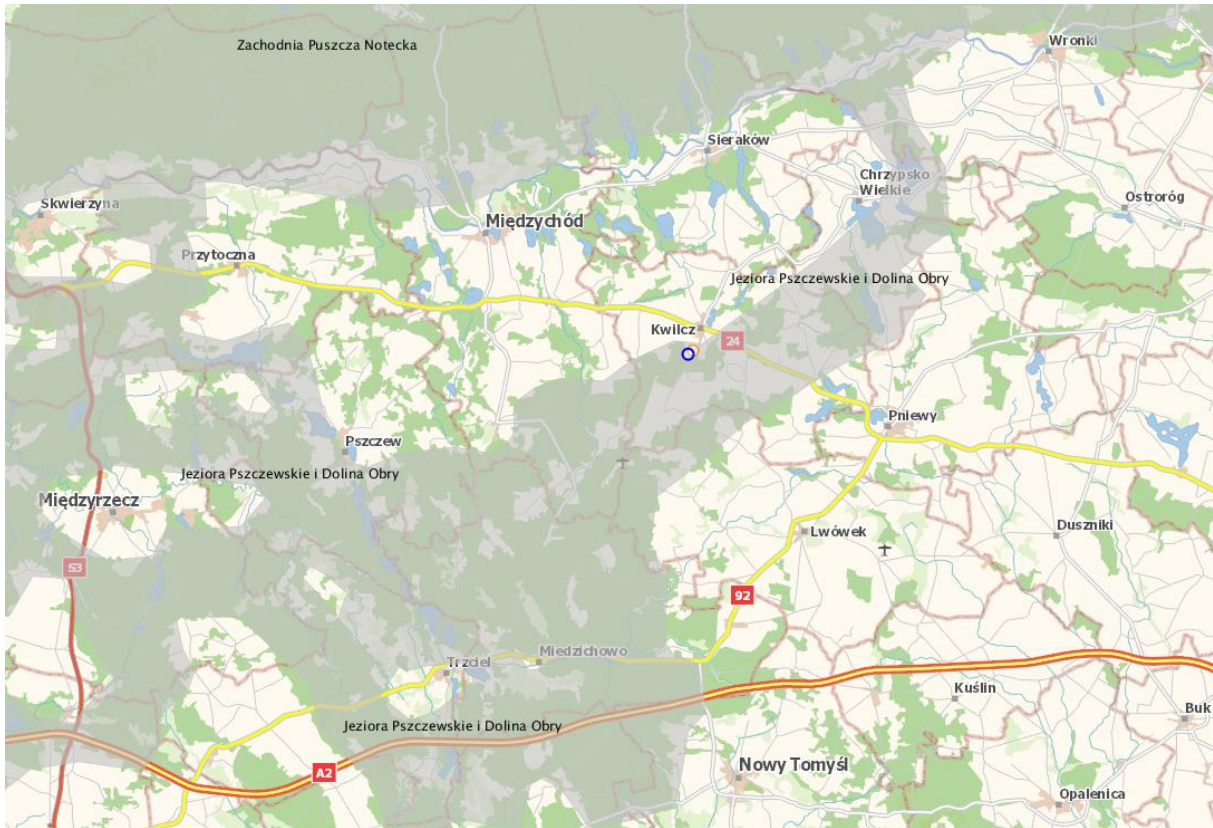 Zachodnia Puszcza Notecka
Wronki
Sieraków
Chrzypsko
Wielkie
Ostroróg
Skwierzyna
Międzychód
Przytoczna
Jeziora Pszczewskie i Dolina Obry
Kwilcz
24
Pniewy
Pszczew
Jeziora Pszczewskie i Dolina Obry
Międzyrzecz
Duszniki
Lwówek
S3
92
Miedzichowo
Trzciel
Kuślin
Buk
Jeziora Pszczewskie i Dolina Obry
Nowy Tomyśl
A2
Opalenica